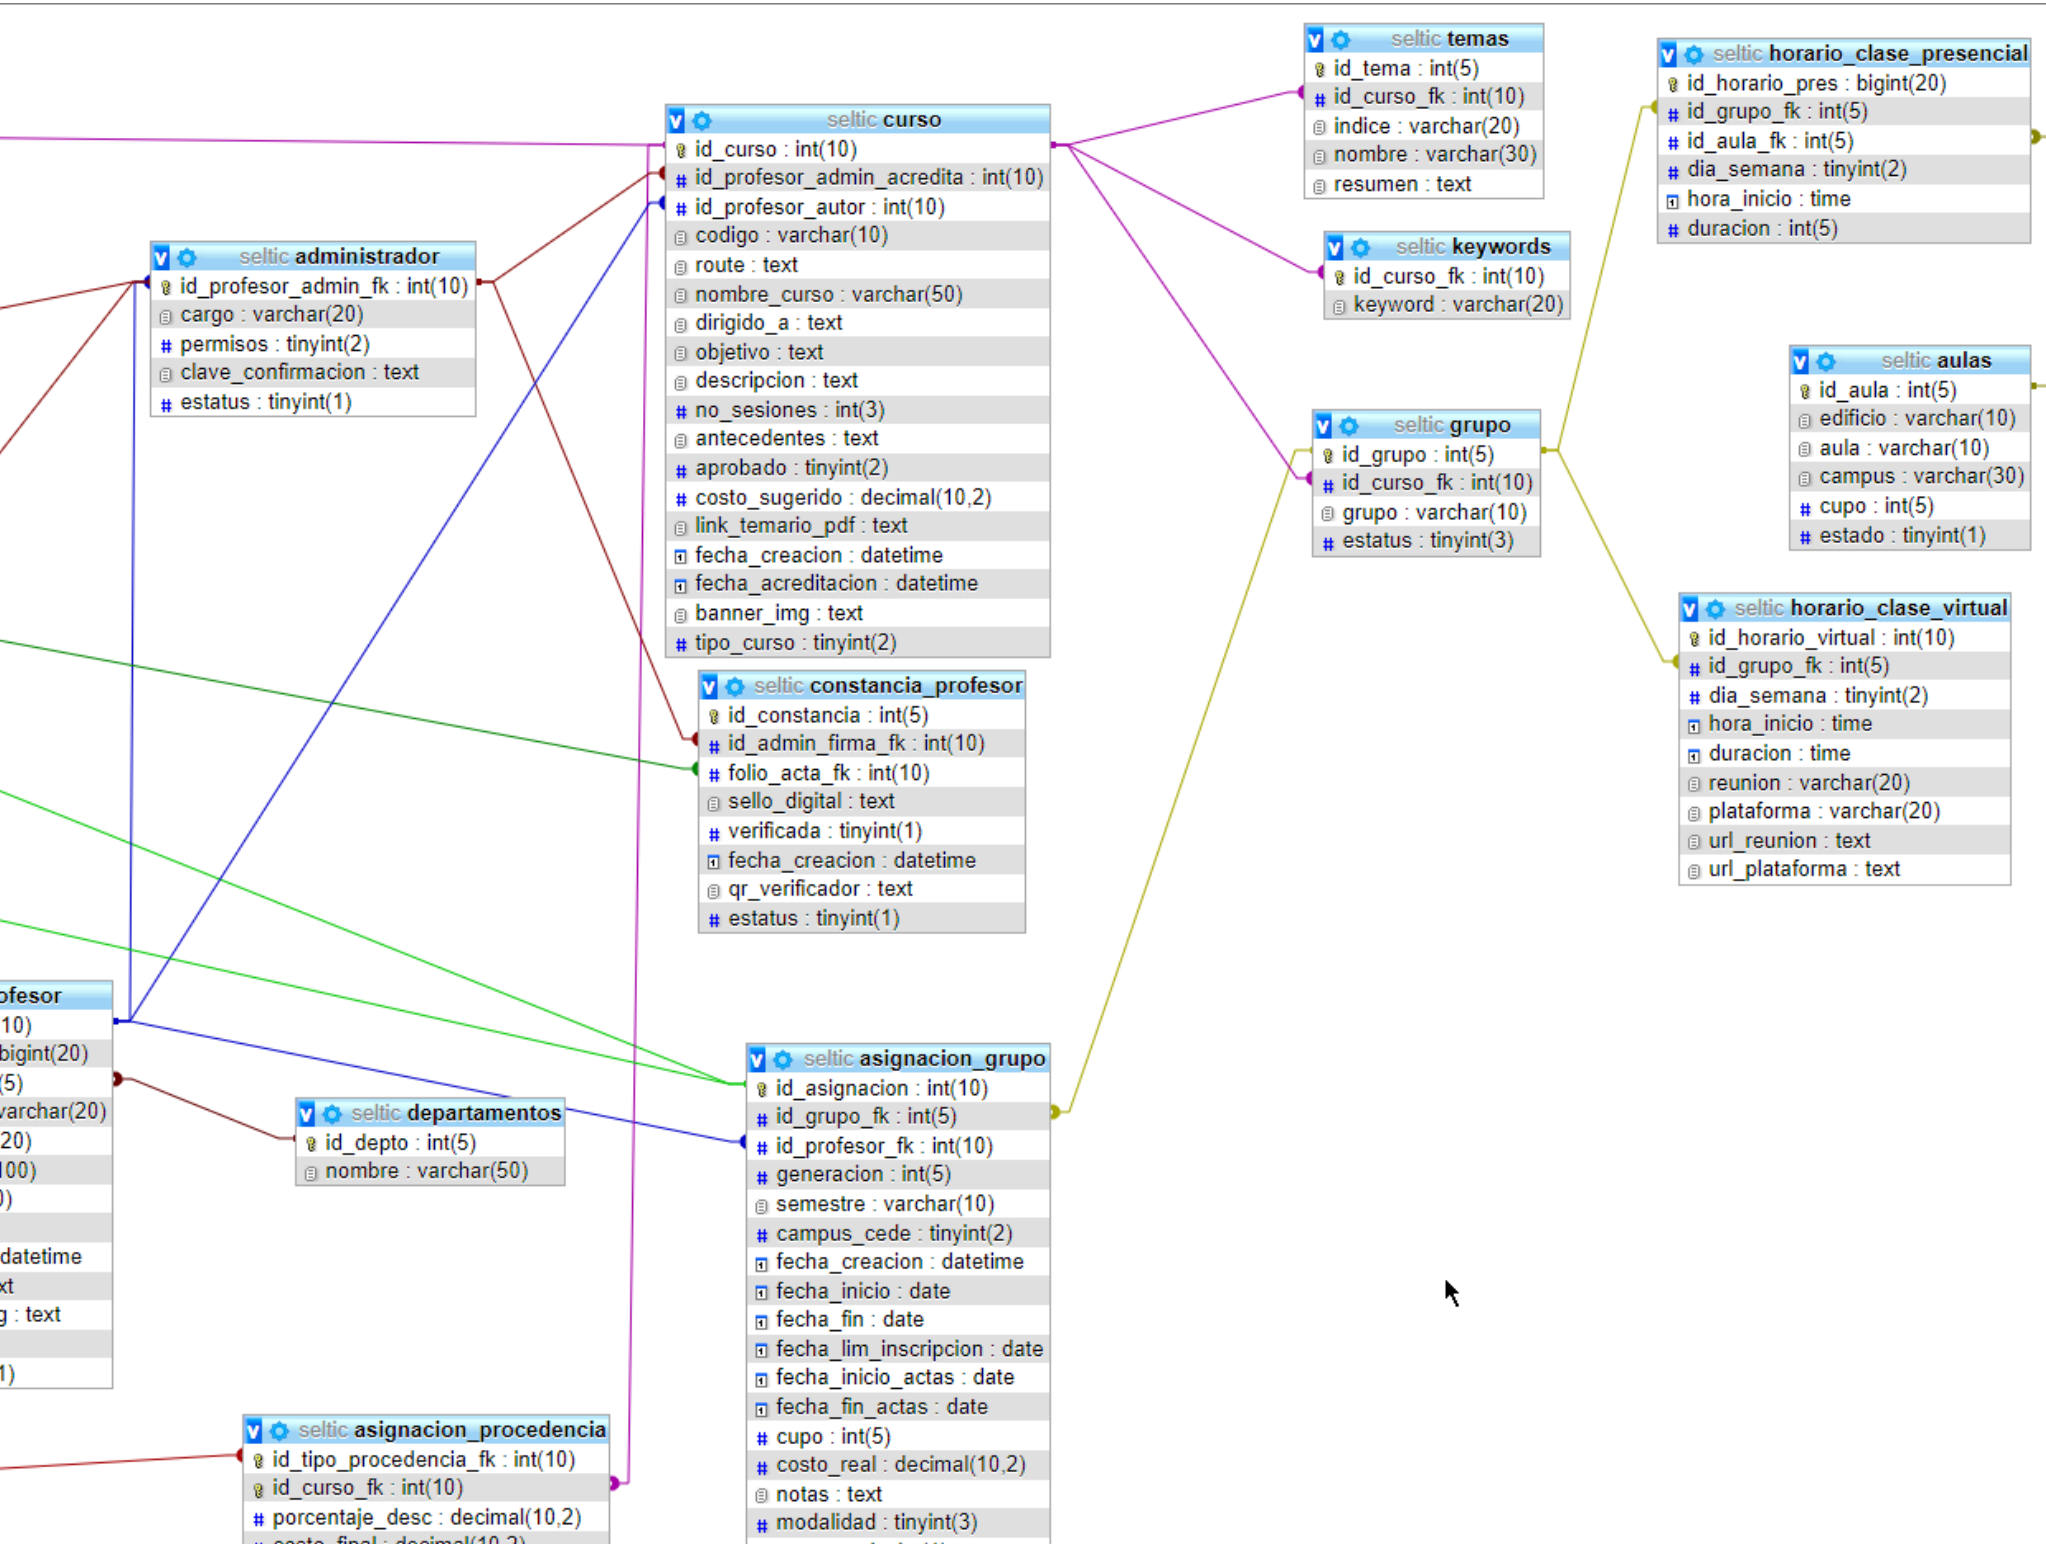 seltic temas
id_tema : int(5)
id_curso_fk : int(10)
indice : varchar(20)
nombre : varchar(30)
resumen : text
seltic horario_clase_presencial
id_horario_pres : bigint(20)
id_grupo_fk : int(5)
id_aula_fk : int(5)
dia_semana : tinyint(2)
hora_inicio : time
duracion : int(5)
seltic curso
id_curso : int(10)
id_profesor_admin_acredita : int(10)
id_profesor_autor : int(10)
codigo : varchar(10)
route : text
nombre_curso : varchar(50)
dirigido_a : text
objetivo : text
descripcion : text
no_sesiones : int(3)
antecedentes : text
aprobado : tinyint(2)
costo_sugerido : decimal(10,2)
link_temario_pdf : text
fecha_creacion : datetime
fecha_acreditacion : datetime
banner_img : text
tipo_curso : tinyint(2)
seltic keywords
id_curso_fk : int(10)
keyword : varchar(20)
seltic administrador
id_profesor_admin_fk : int(10)
cargo : varchar(20)
permisos : tinyint(2)
clave_confirmacion : text
estatus : tinyint(1)
seltic aulas
id_aula : int(5)
edificio : varchar(10)
aula : varchar(10)
campus : varchar(30)
cupo : int(5)
estado : tinyint(1)
seltic grupo
id_grupo : int(5)
id_curso_fk : int(10)
grupo : varchar(10)
estatus : tinyint(3)
seltic horario_clase_virtual
id_horario_virtual : int(10)
id_grupo_fk : int(5)
dia_semana : tinyint(2)
hora_inicio : time
duracion : time
reunion : varchar(20)
plataforma : varchar(20)
url_reunion : text
url_plataforma : text
seltic constancia_profesor
id_constancia : int(5)
id_admin_firma_fk : int(10)
folio_acta_fk : int(10)
sello_digital : text
verificada : tinyint(1)
fecha_creacion : datetime
qr_verificador : text
estatus : tinyint(1)
ofesor
10)
bigint(20)
(5)
varchar(20)
20)
100)
0)
datetime
xt
g : text
1)
seltic departamentos
id_depto : int(5)
nombre : varchar(50)
seltic asignacion_grupo
id_asignacion : int(10)
id_grupo_fk : int(5)
id_profesor_fk : int(10)
generacion : int(5)
semestre : varchar(10)
campus_cede : tinyint(2)
fecha_creacion : datetime
fecha_inicio : date
fecha_fin : date
fecha_lim_inscripcion : date
fecha_inicio_actas : date
fecha_fin_actas : date
cupo : int(5)
costo_real : decimal(10,2)
notas : text
modalidad : tinyint(3)
seltic asignacion_procedencia
id_tipo_procedencia_fk : int(10)
id_curso_fk : int(10)
porcentaje_desc : decimal(10,2)
costo_final : decimal(10,2)